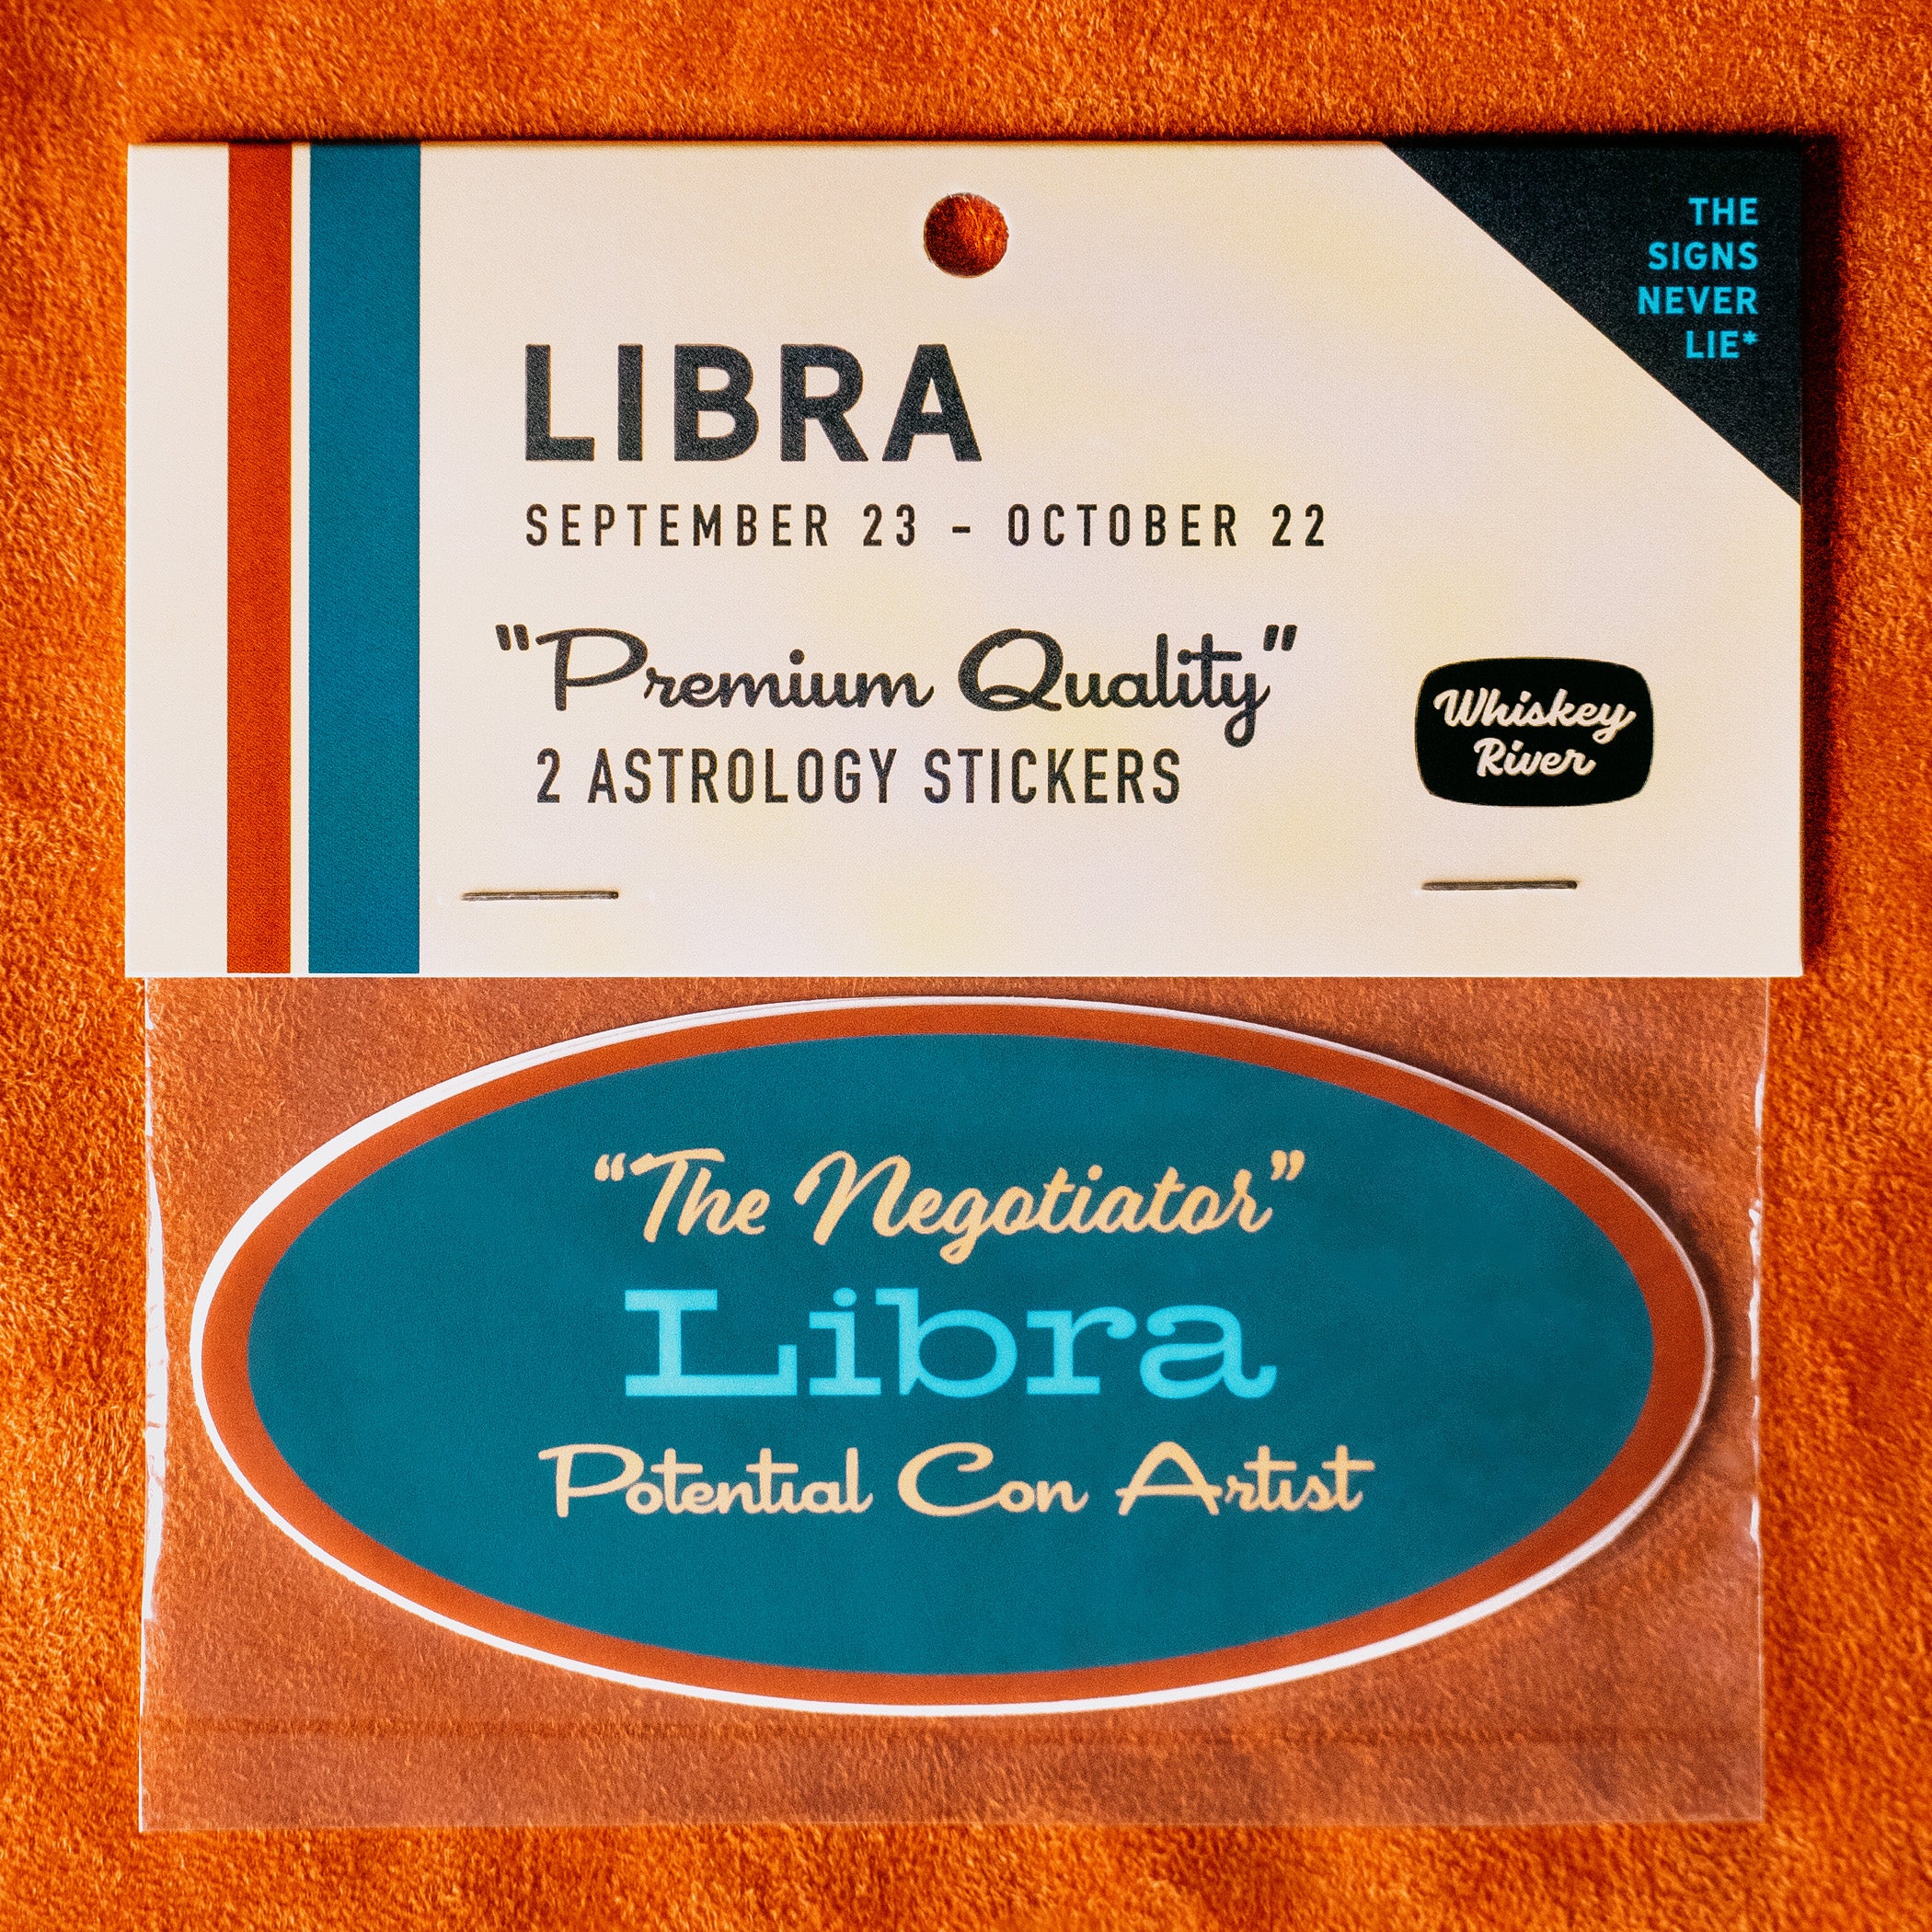 THE
SIGNS
NEVER
LIE*
LIBRA
SEPTEMBER 23 - OCTOBER 22
"Premium Quality"
2 ASTROLOGY STICKERS
Whiskey
River
“The Negotiator”
Libra
Potential Con Artist